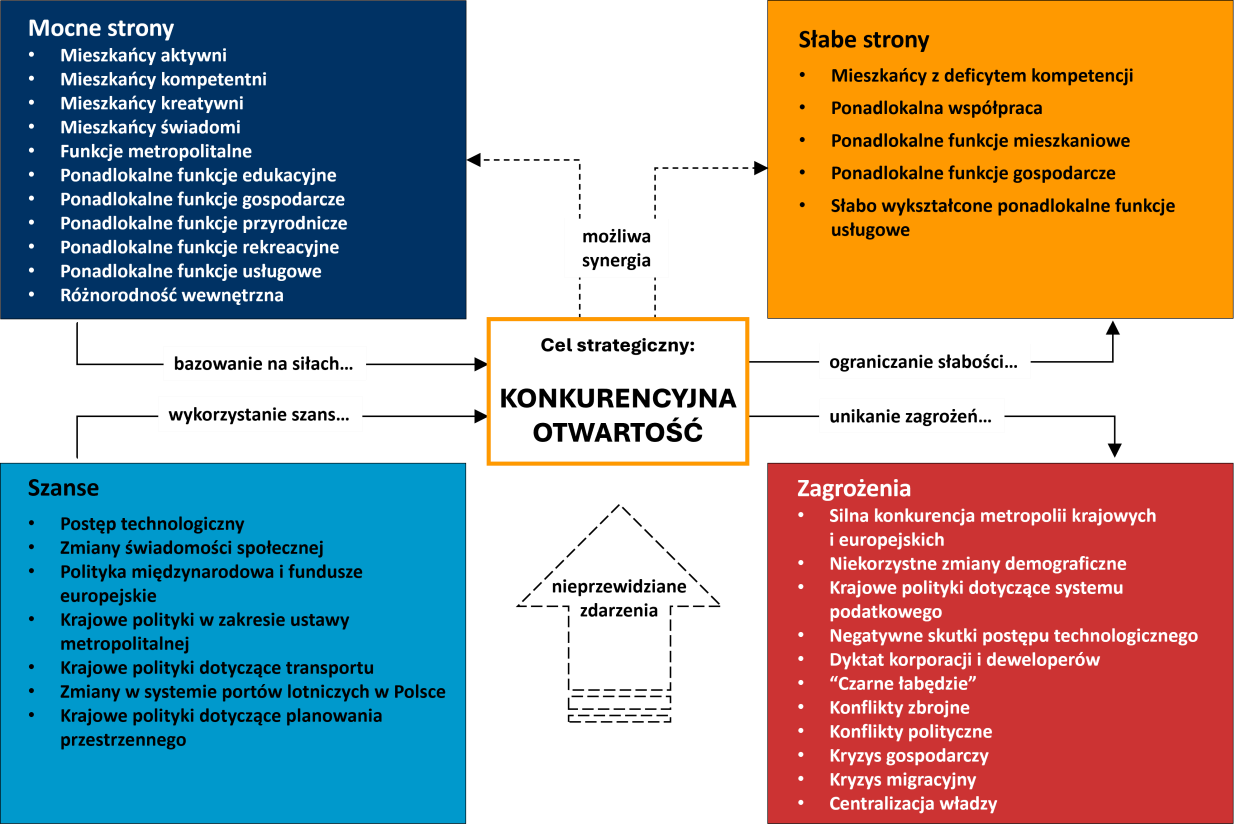 Mocne strony
• Mieszkańcy aktywni
• Mieszkańcy kompetentni
• Mieszkańcy kreatywni
• Mieszkańcy świadomi
• Funkcje metropolitalne
• Ponadlokalne funkcje edukacyjne
• Ponadlokalne funkcje gospodarcze
• Ponadlokalne funkcje przyrodnicze
• Ponadlokalne funkcje rekreacyjne
• Ponadlokalne funkcje usługowe
• Różnorodność wewnętrzna
Słabe strony
• Mieszkańcy z deficytem kompetencji
• Ponadlokalna współpraca
• Ponadlokalne funkcje mieszkaniowe
• Ponadlokalne funkcje gospodarcze
• Słabo wykształcone ponadlokalne funkcje
usługowe
możliwa
synergia
bazowanie na siłach...
wykorzystanie szans...
Cel strategiczny:
KONKURENCYJNA
OTWARTOŚĆ
ograniczanie słabości...
unikanie zagrożeń...
Szanse
• Postęp technologiczny
• Zmiany świadomości społecznej
• Polityka międzynarodowa i fundusze
europejskie
• Krajowe polityki w zakresie ustawy
metropolitalnej
• Krajowe polityki dotyczące transportu
• Zmiany w systemie portów lotniczych w Polsce
• Krajowe polityki dotyczące planowania
przestrzennego
nieprzewidziane
zdarzenia
Zagrożenia
• Silna konkurencja metropolii krajowych
i europejskich
• Niekorzystne zmiany demograficzne
• Krajowe polityki dotyczące systemu
podatkowego
• Negatywne skutki postępu technologicznego
• Dyktat korporacji i deweloperów
• “Czarne łabędzie”
• Konflikty zbrojne
• Konflikty polityczne
• Kryzys gospodarczy
• Kryzys migracyjny
• Centralizacja władzy